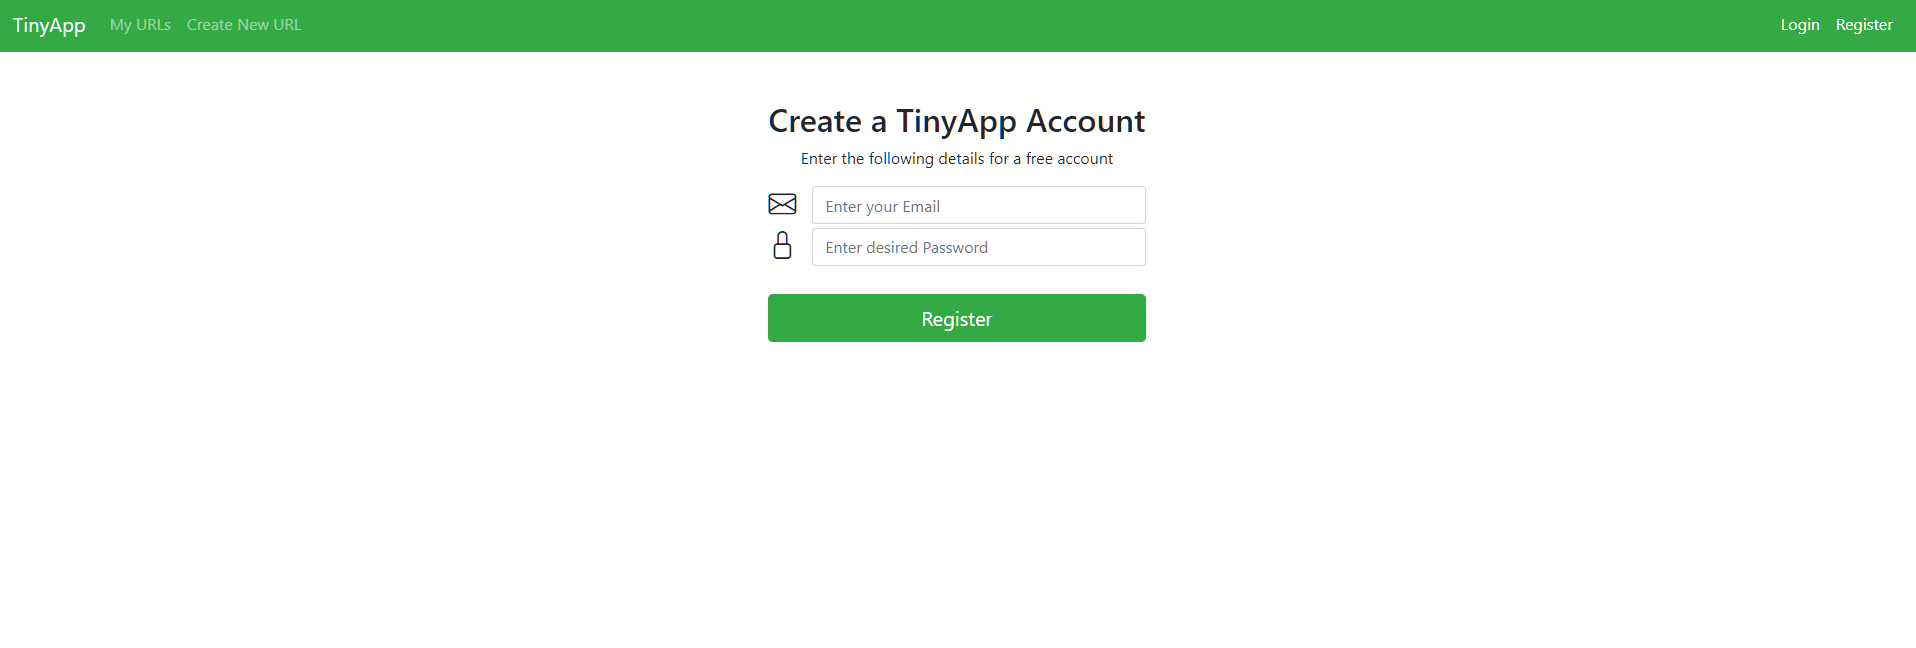 TinyApp My URLs Create New URL Login Register
Create a TinyApp Account
Enter the following details for a free account
Enter your Email
Enter desired Password
Register